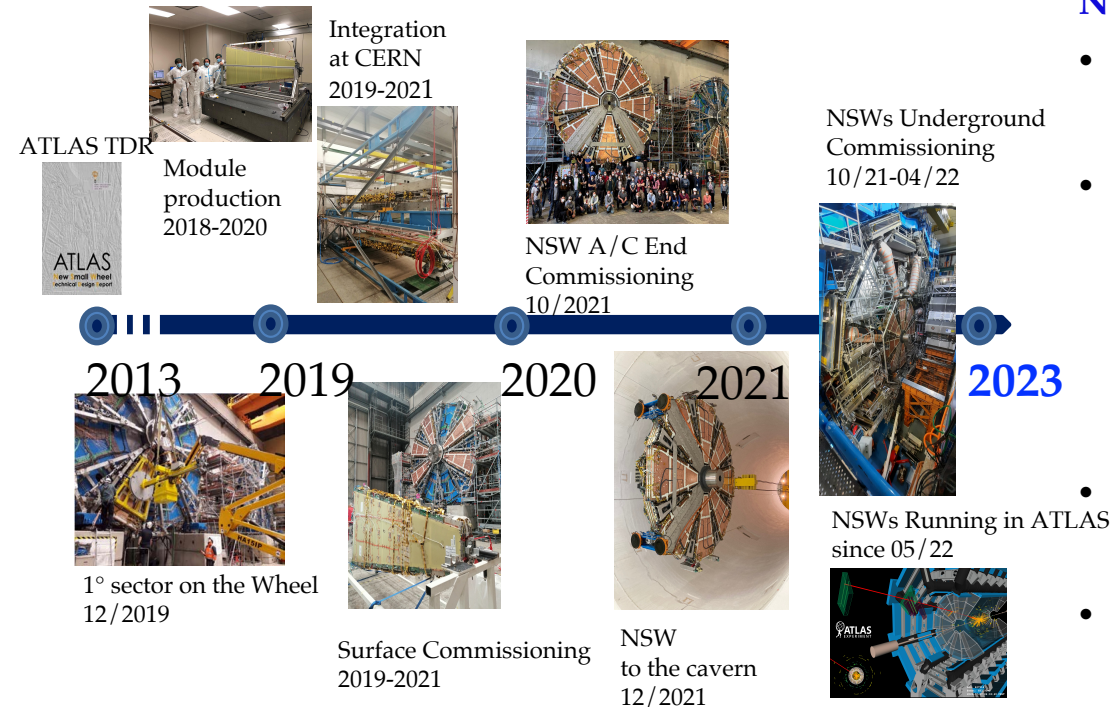 N
Integration
at CERN
2019-2021
ATLAS TDR
ATLAS
New Small Wheel
Technical Design Report
Module
production
2018-2020
NSW A/C End
Commissioning
10/2021
NSWs Underground
Commissioning
10/21-04/22
•
•
•
•
2013
2019
2020
2021
2023
1° sector on the Wheel
12/2019
Surface Commissioning
2019-2021
NSW
to the cavern
12/2021
NSWs Running in ATLAS
since 05/22
ATLAS
EXPERIMENT